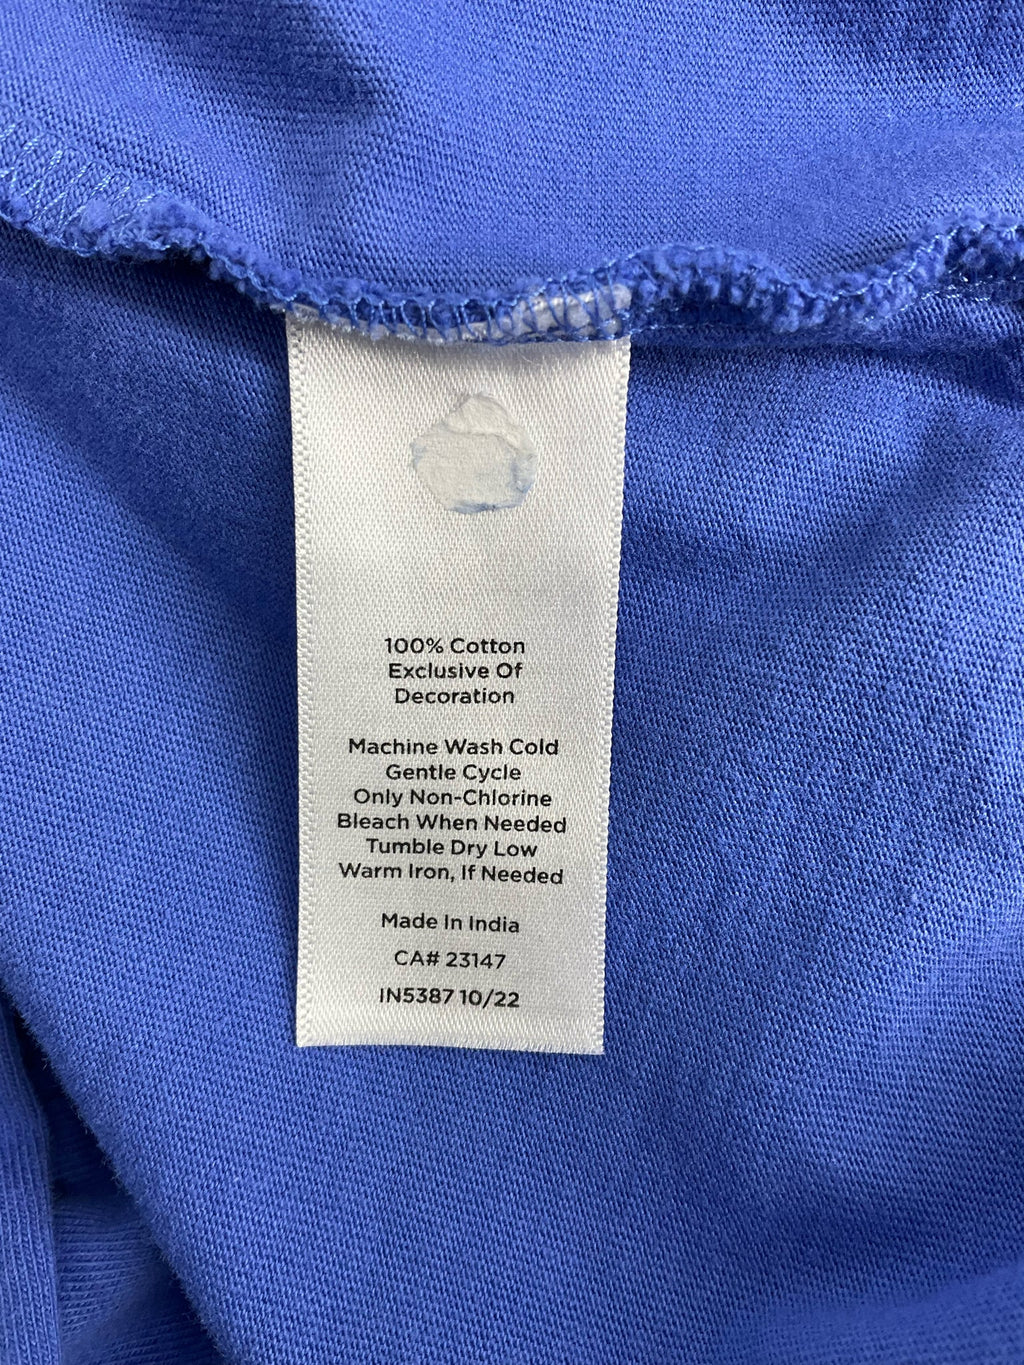 100% Cotton
Exclusive Of
Decoration
Machine Wash Cold
Gentle Cycle
Only Non-Chlorine
Bleach When Needed
Tumble Dry Low
Warm Iron, If Needed
Made In India
CA# 23147
IN5387 10/22